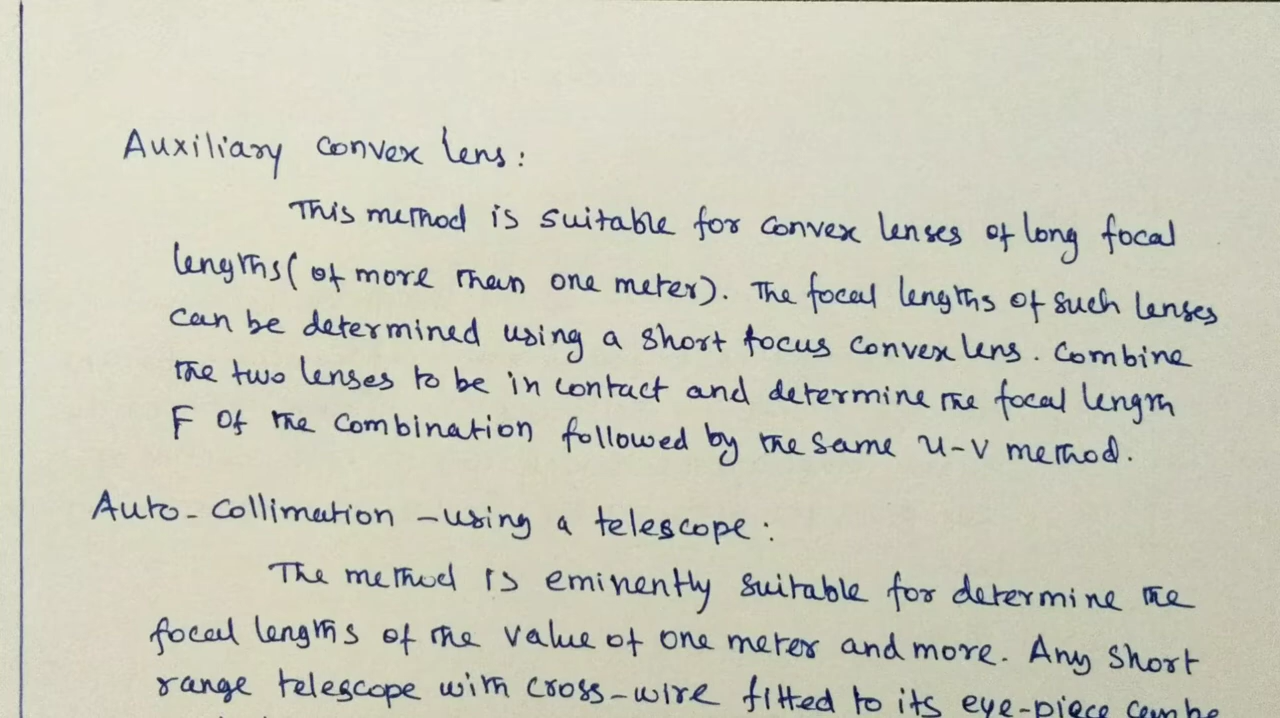 Auxiliary convex lens:
This method is suitable for convex lenses of long focal
lengths( of more than one meter). The focal lengths of such lenses
can be determined using a short focus convex lens. Combine
the two lenses to be in contact and determine the focal length
F of the combination followed by the same u-v method.
Auto-collimation -using a telescope:
The method is eminently suitable for determine the
focal lengths of the value of one meter and more. Any short
range telescope with cross-wire fitted to its eye-piece can be